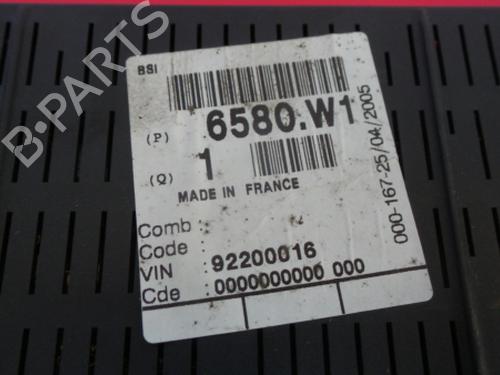 B-PARTS
BSI
(P) 6580.W1
(Q) 1
MADE IN FRANCE
000-167-25/04/2005
Comb :
Code :
VIN : 92200016
Cde : 0000000000 000